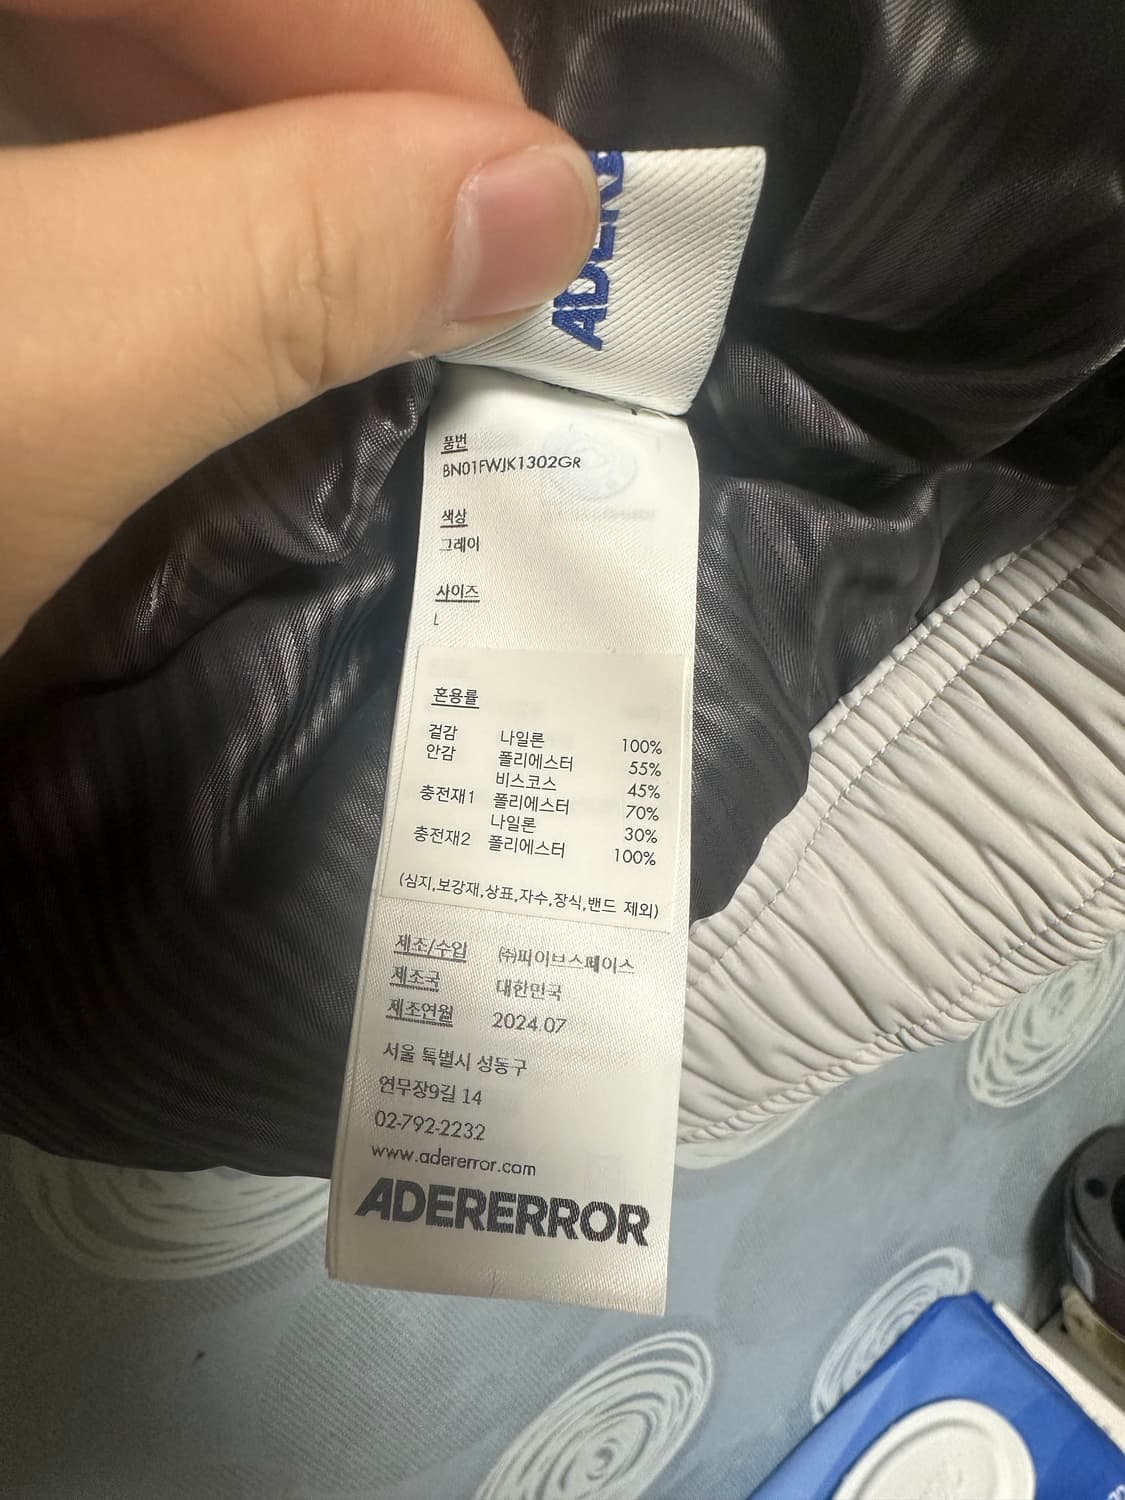 ADER
품번
BN01FWJK1302GR
색상
그레이
사이즈
L
혼용률
겉감 나일론 100%
안감 폴리에스터 55%
비스코스 45%
충전재1 폴리에스터 70%
나일론 30%
충전재2 폴리에스터 100%
(심지,보강재,상표,자수,장식,밴드 제외)
제조/수입 ㈜파이브스페이스
제조국 대한민국
제조연월 2024.07
서울 특별시 성동구
연무장9길 14
02-792-2232
www.adererror.com
ADERERROR